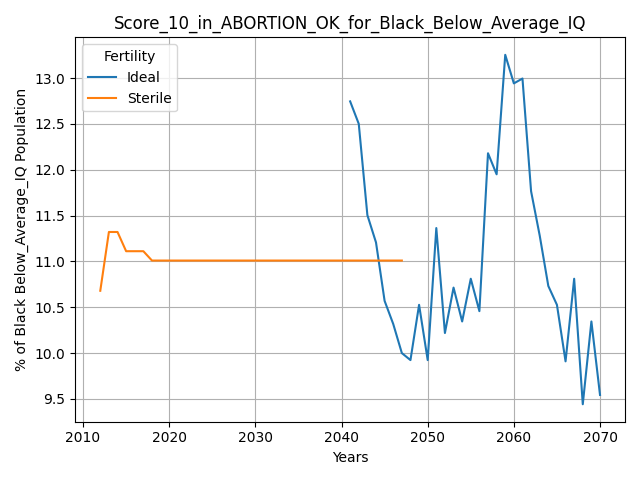 Score_10_in_ABORTION_OK_for_Black_Below_Average_IQ
% of Black Below_Average_IQ Population
Fertility
Ideal
Sterile
13.0
12.5
12.0
11.5
11.0
10.5
10.0
9.5
2010 2020 2030 2040 2050 2060 2070
Years